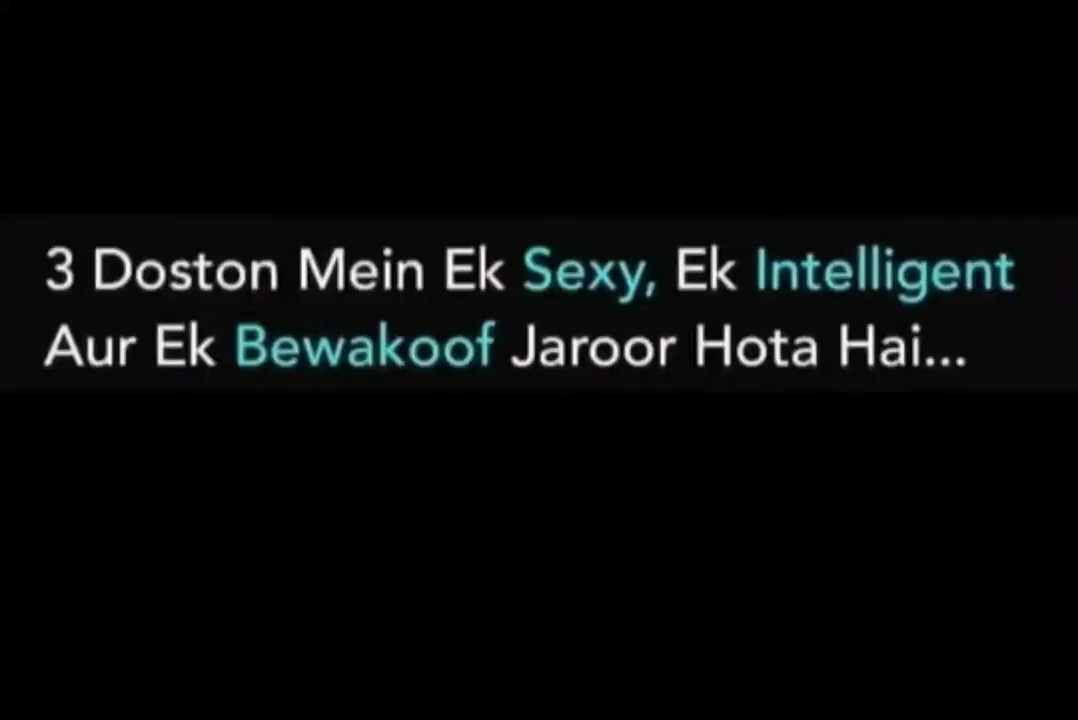 3 Doston Mein Ek Sexy, Ek Intelligent
Aur Ek Bewakoof Jaroor Hota Hai...